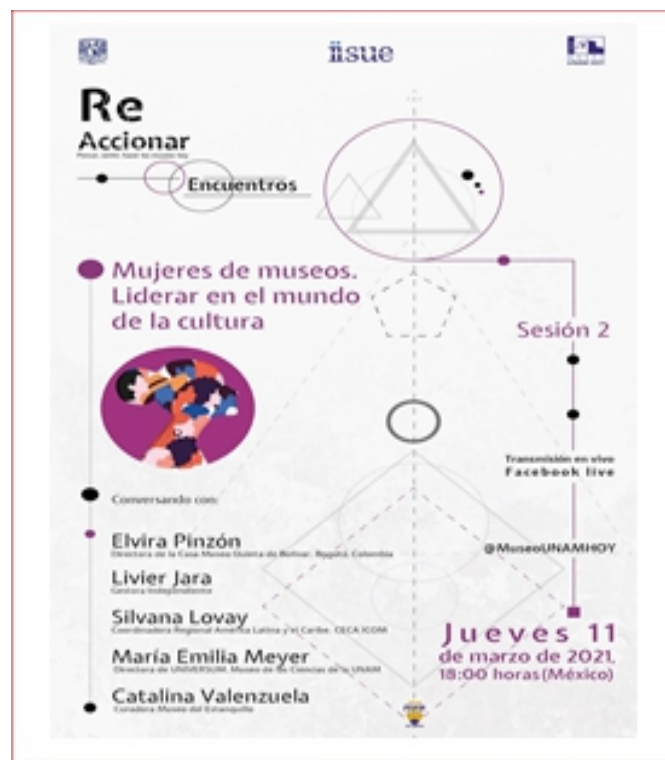 iisue
Re
Accionar
Encuentros
Mujeres de museos.
Liderar en el mundo
de la cultura
Sesión 2
Transmisión en vivo
Facebook live
Conversando con:
@MuseoUNAMHOY
Elvira Pinzón
Directora de la Casa Museo Quinta de Bolívar, Bogotá, Colombia
Livier Jara
Gestora Independiente
Silvana Lovay
Coordinadora Regional América Latina y el Caribe, CECA ICOM
María Emilia Meyer
Directora de UNIVERSUM, Museo de las Ciencias de la UNAM
Catalina Valenzuela
Curadora Museo del Estanquillo
Jueves 11
de marzo de 2021,
18:00 horas (México)